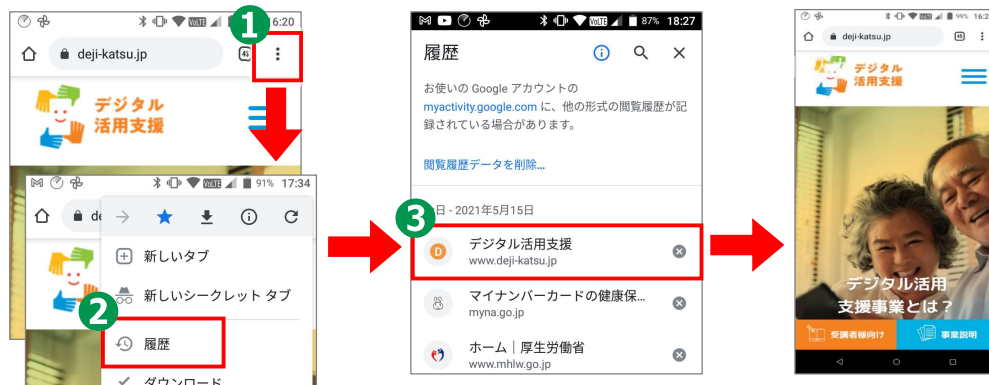 1
6:20
deji-katsu.jp
45
デジタル
活用支援
91% 17:34
de
新しいタブ
新しいシークレット タブ
2
履歴
ダウンロード
87% 18:27
履歴
お使いの Google アカウントの
myactivity.google.com に、他の形式の閲覧履歴が記
録されている場合があります。
閲覧履歴データを削除...
日 - 2021年5月15日
3
D
デジタル活用支援
www.deji-katsu.jp
マイナンバーカードの健康保...
myna.go.jp
ホーム｜厚生労働省
www.mhlw.go.jp
99% 16:2
deji-katsu.jp
45
デジタル
活用支援
デジタル活用
支援事業とは？
受講者様向け
事業説明